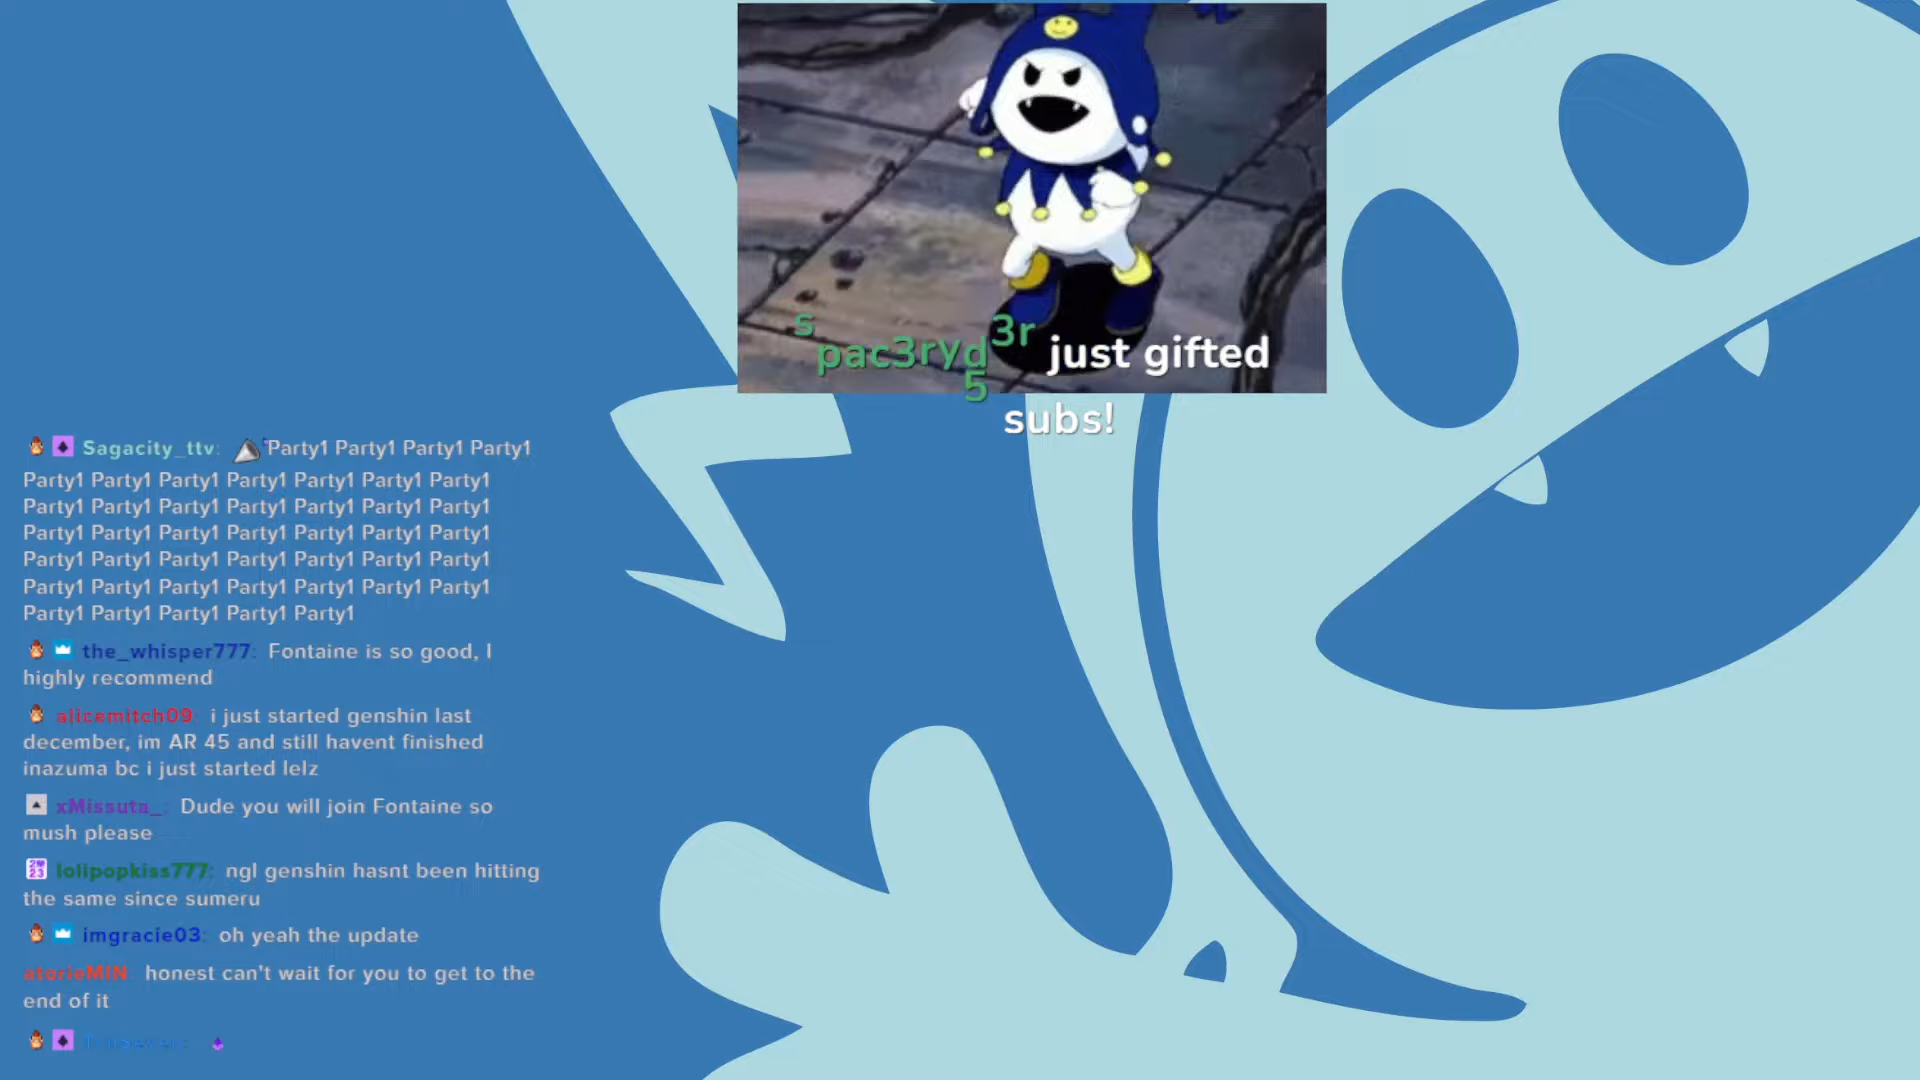 spac3ryd3r just gifted 5
subs!
Sagacity_ttv: Party1 Party1 Party1 Party1
Party1 Party1 Party1 Party1 Party1 Party1 Party1
Party1 Party1 Party1 Party1 Party1 Party1 Party1
Party1 Party1 Party1 Party1 Party1 Party1 Party1
Party1 Party1 Party1 Party1 Party1 Party1 Party1
Party1 Party1 Party1 Party1 Party1 Party1 Party1
Party1 Party1 Party1 Party1 Party1
the_whisper777: Fontaine is so good, I
highly recommend
alicemitch09: i just started genshin last
december, im AR 45 and still havent finished
inazuma bc i just started lelz
xMissuta_: Dude you will join Fontaine so
mush please
lolipopkiss777: ngl genshin hasnt been hitting
the same since sumeru
imgracie03: oh yeah the update
atorieMIN: honest can't wait for you to get to the
end of it